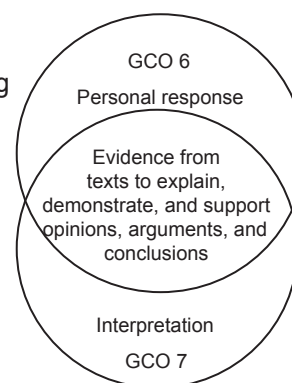 g
GCO 6
Personal response
Evidence from
texts to explain,
demonstrate, and support
opinions, arguments, and
conclusions
Interpretation
GCO 7